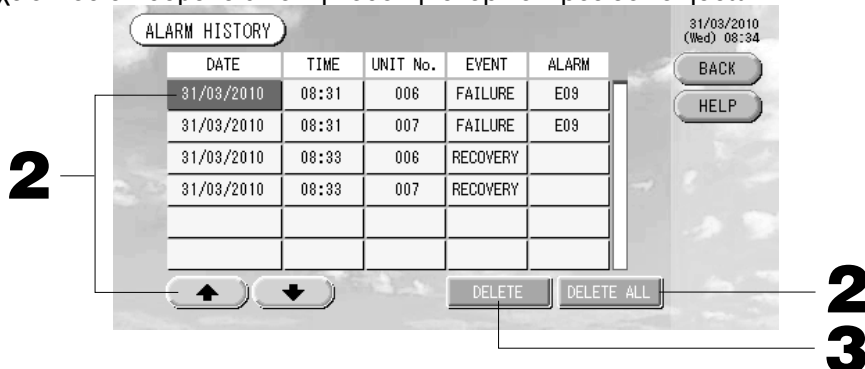 ALARM HISTORY
31/03/2010
(Wed) 08:34
BACK
HELP
DATE TIME UNIT No. EVENT ALARM
31/03/2010 08:31 006 FAILURE E09
31/03/2010 08:31 007 FAILURE E09
31/03/2010 08:33 006 RECOVERY
31/03/2010 08:33 007 RECOVERY
2
DELETE DELETE ALL
2
3